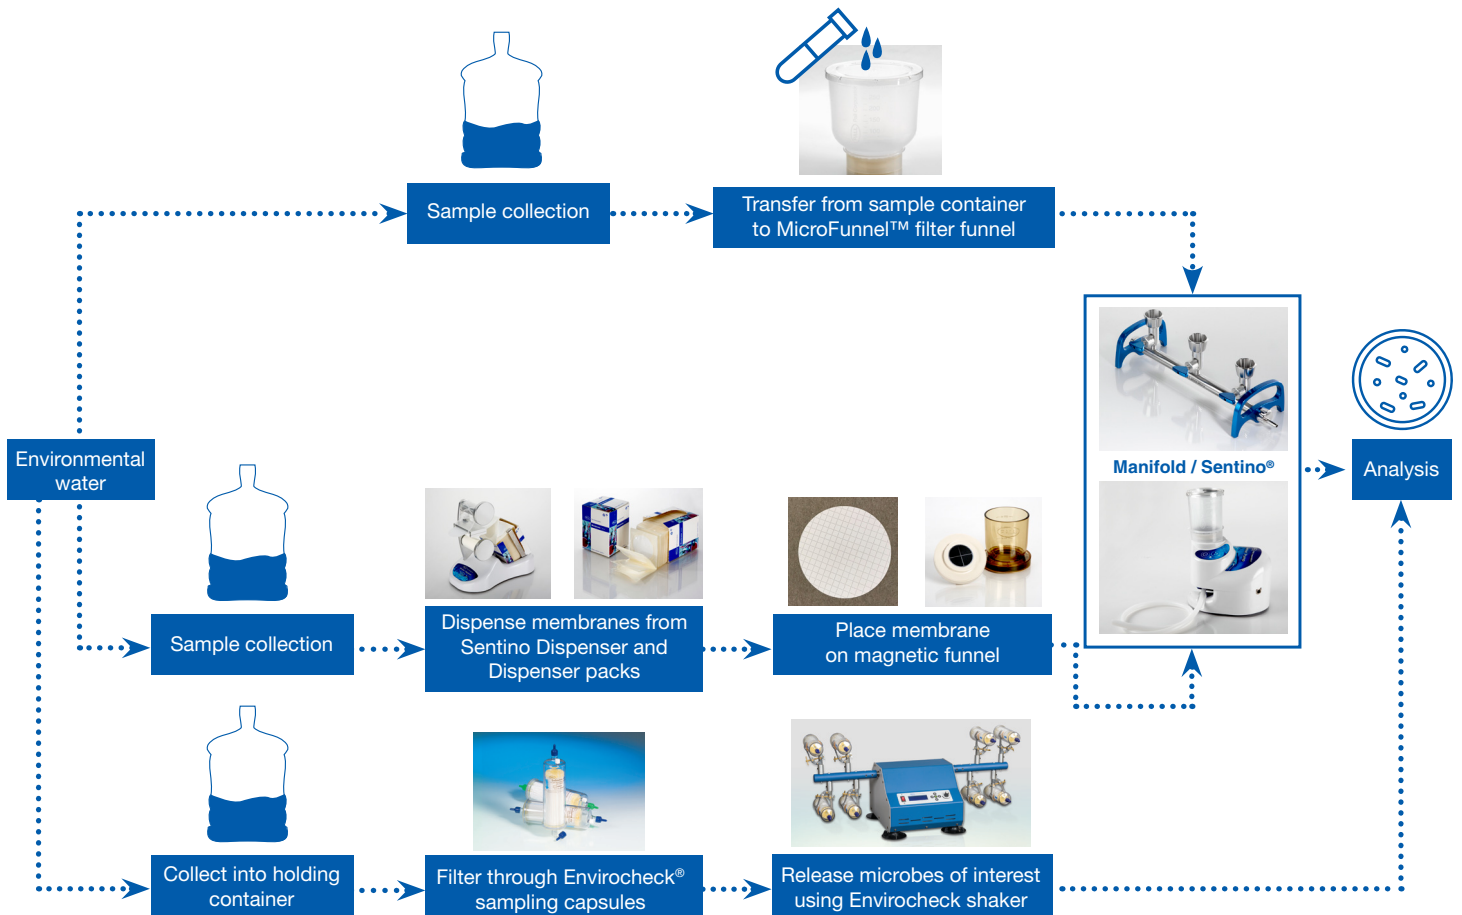 Sample collection
Transfer from sample container
to MicroFunnel™ filter funnel
Manifold / Sentino®
Analysis
Environmental
water
Sample collection
Dispense membranes from
Sentino Dispenser and
Dispenser packs
Place membrane
on magnetic funnel
Collect into holding
container
Filter through Envirocheck®
sampling capsules
Release microbes of interest
using Envirocheck shaker